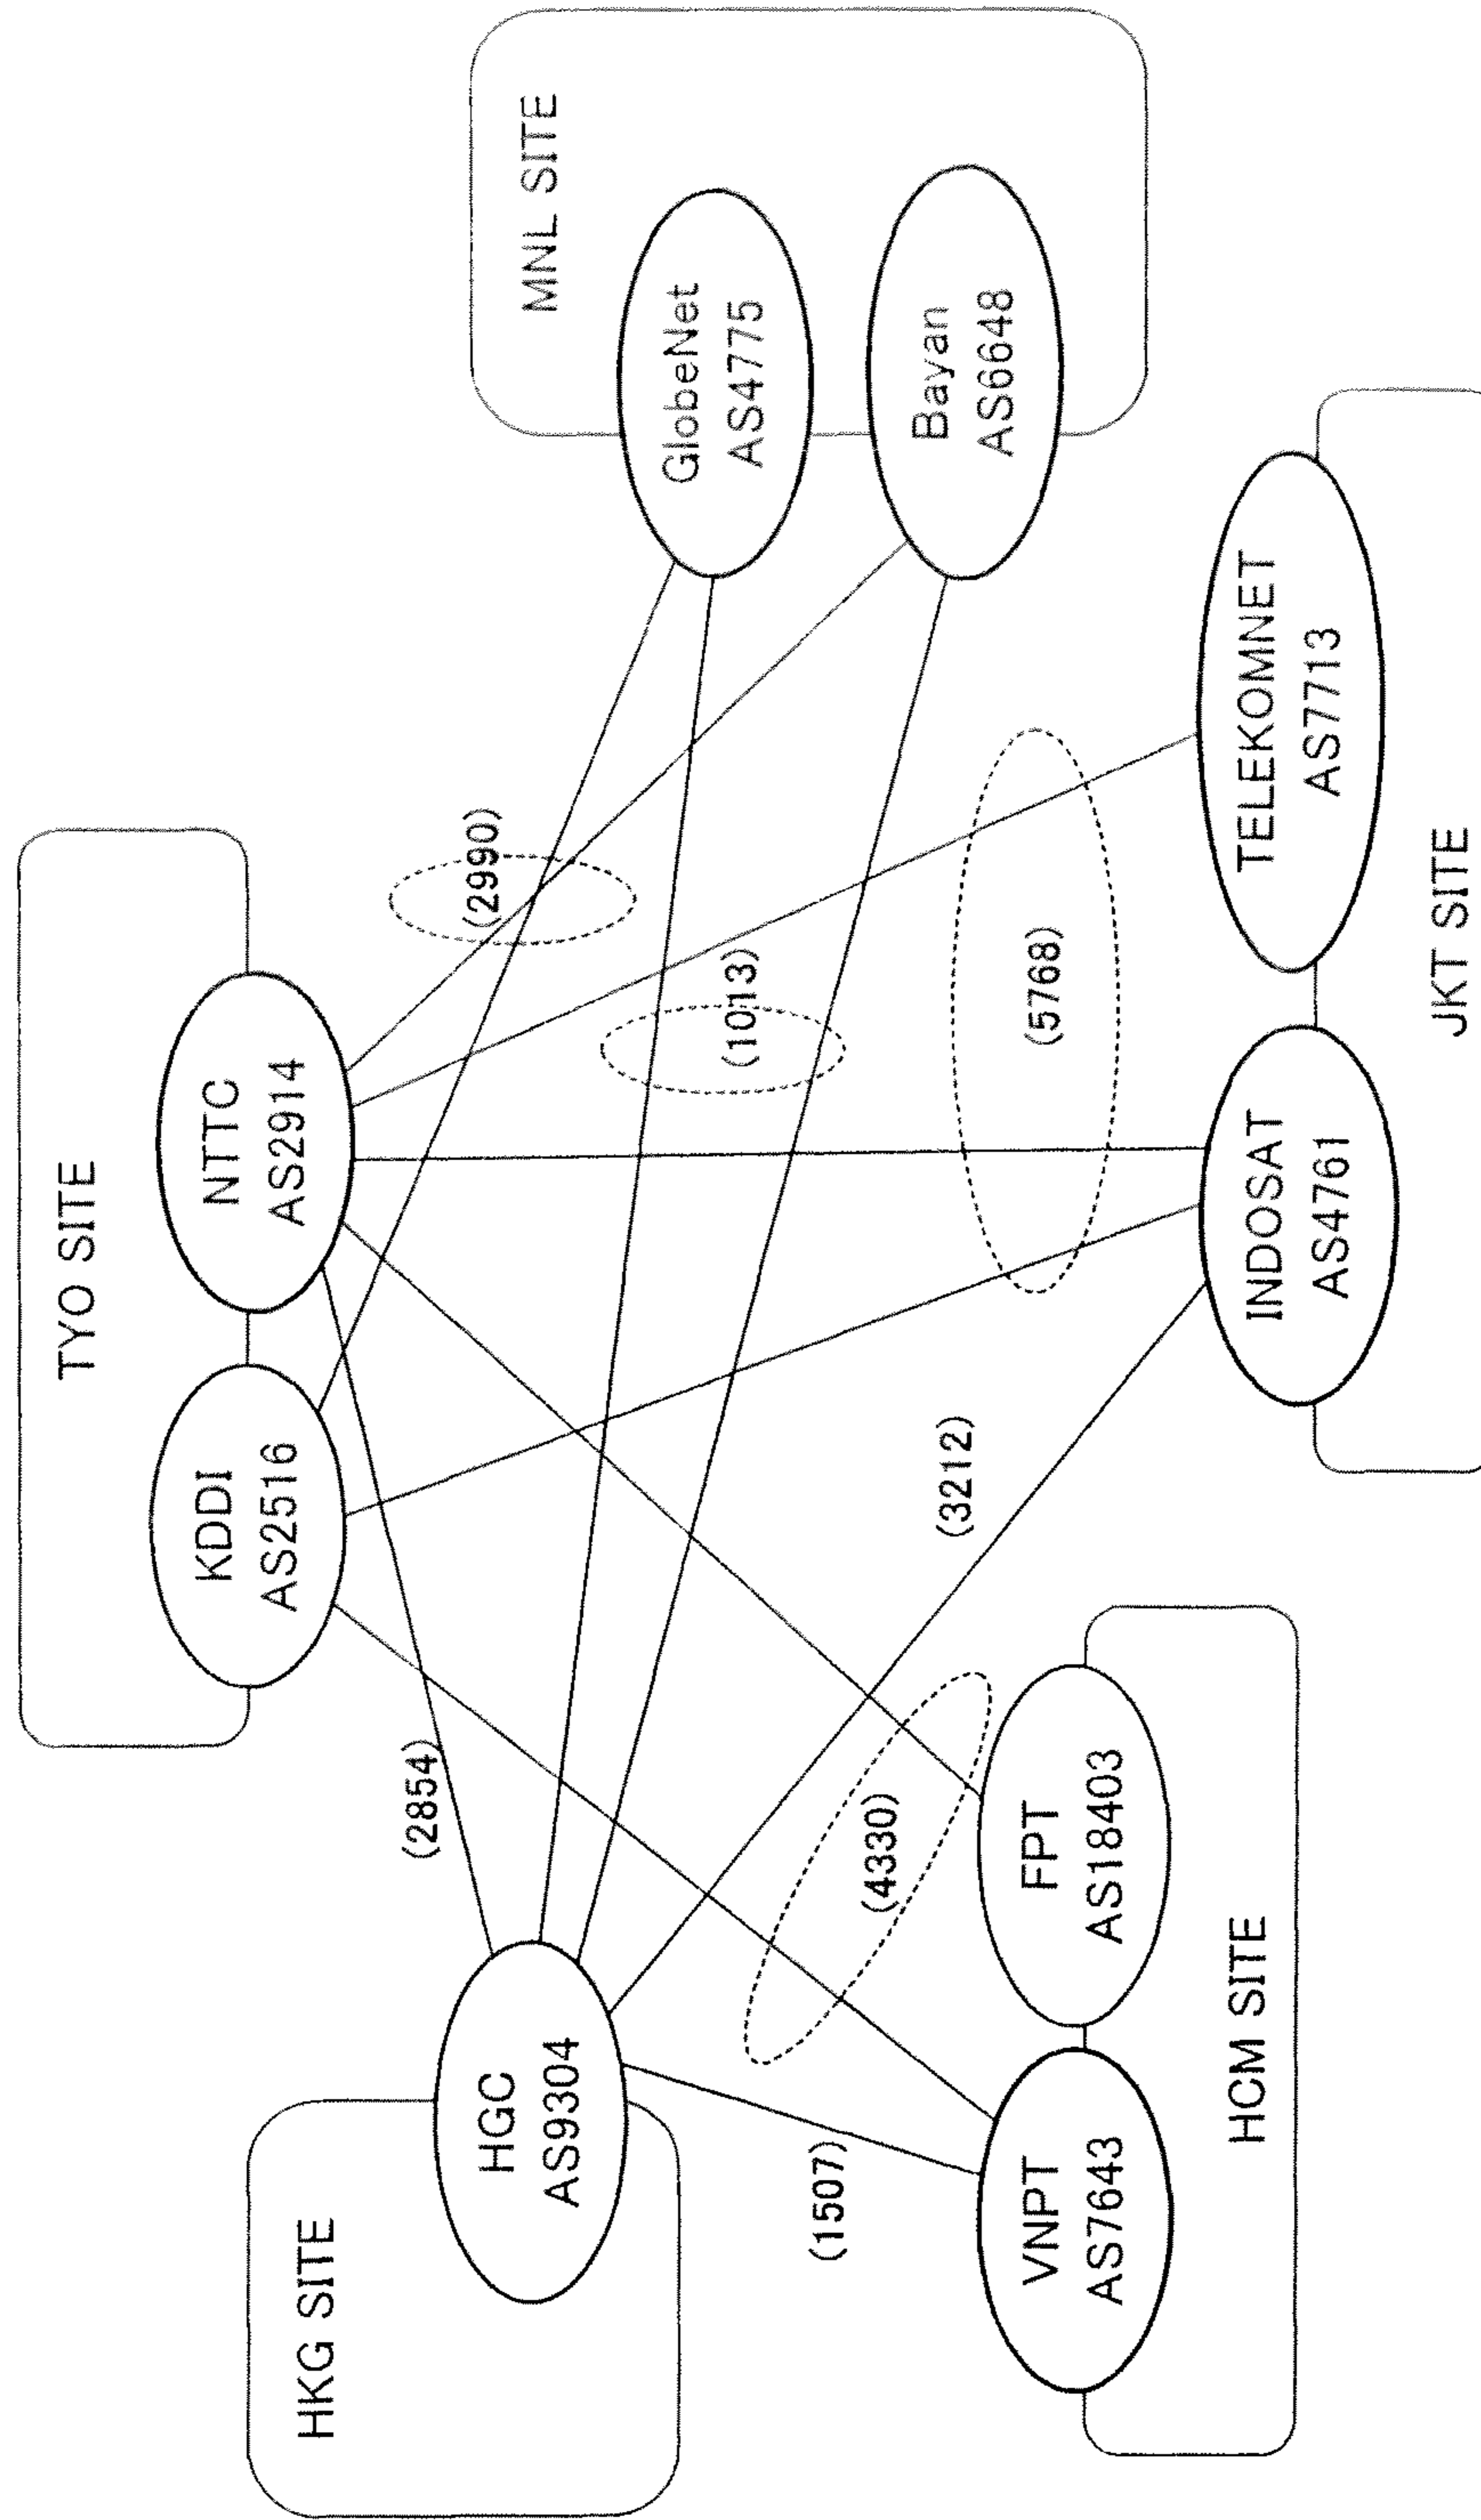 TYO SITE
KDDI
AS2516
NTTC
AS2914
HKG SITE
HGC
AS9304
(2854)
(2990)
MNL SITE
GlobeNet
AS4775
Bayan
AS6648
(1013)
(1507)
(4330)
(3212)
(5768)
VNPT
AS7643
FPT
AS18403
HCM SITE
INDOSAT
AS4761
TELEKOMNET
AS7713
JKT SITE